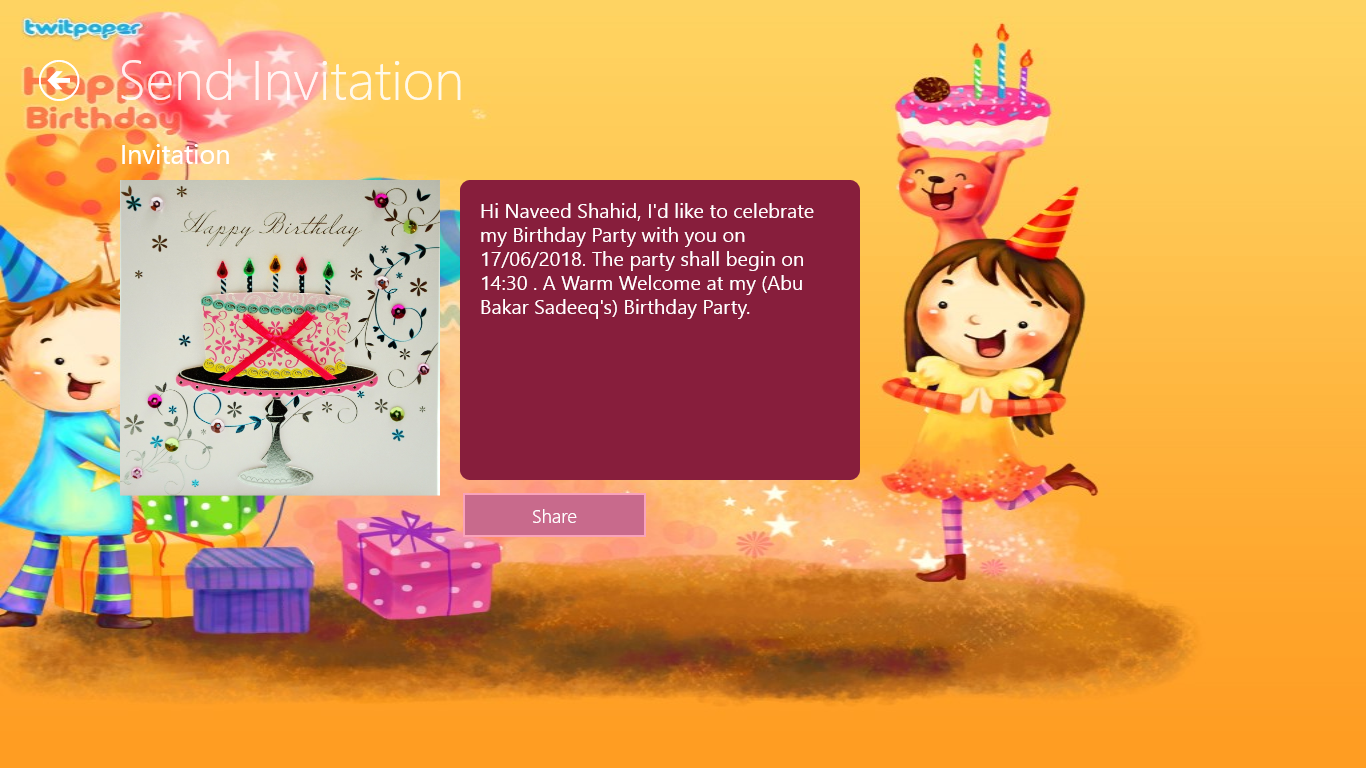 twitpaper
Send Invitation
Happy
Birthday
Invitation
Happy Birthday
Hi Naveed Shahid, I'd like to celebrate
my Birthday Party with you on
17/06/2018. The party shall begin on
14:30 . A Warm Welcome at my (Abu
Bakar Sadeeq's) Birthday Party.
Share